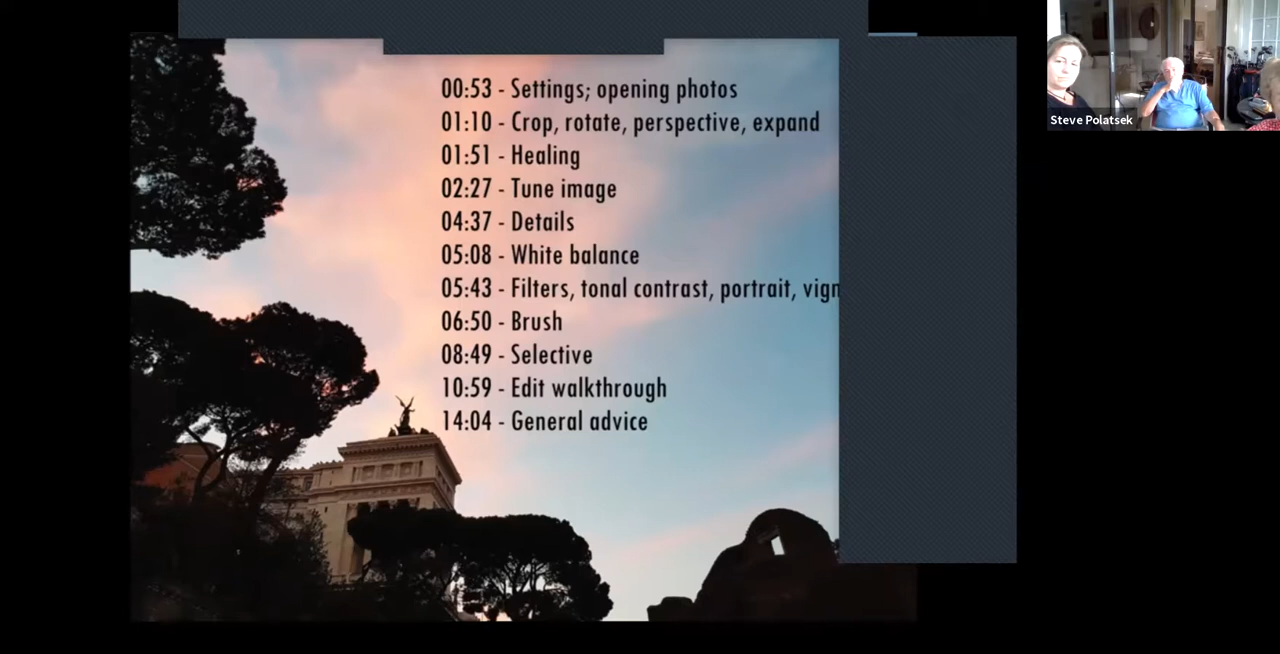 00:53 - Settings; opening photos
01:10 - Crop, rotate, perspective, expand
01:51 - Healing
02:27 - Tune image
04:37 - Details
05:08 - White balance
05:43 - Filters, tonal contrast, portrait, vign
06:50 - Brush
08:49 - Selective
10:59 - Edit walkthrough
14:04 - General advice
Steve Polatsek